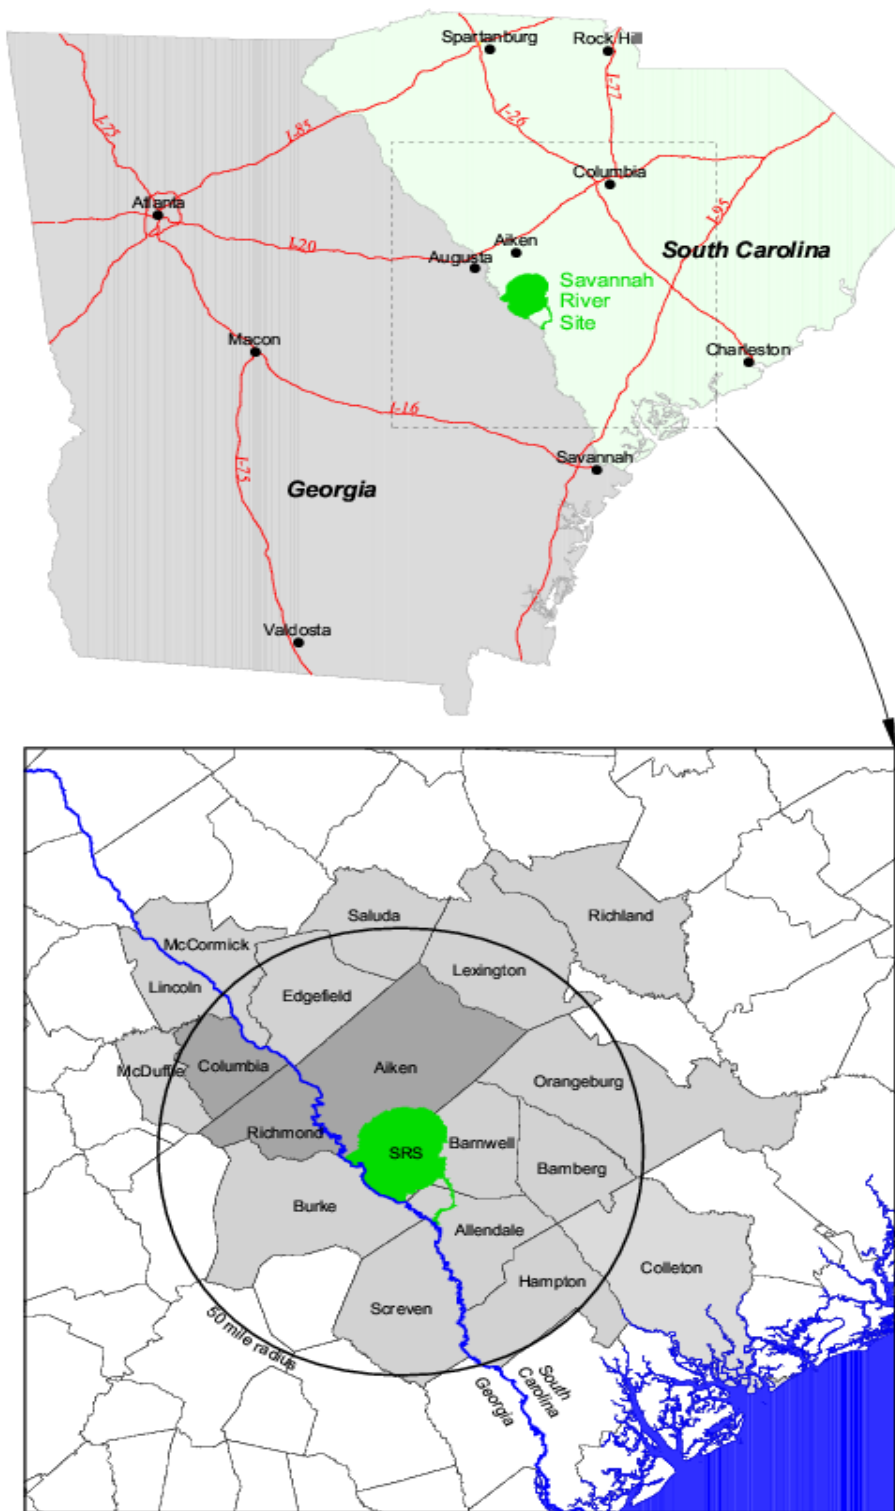 Spartanburg
Rock Hill
I-77
I-26
I-85
I-75
Columbia
Atlanta
I-95
I-20
Aiken
South Carolina
Augusta
Savannah
River
Site
Macon
Charleston
I-16
Savannah
I-75
Georgia
Valdosta
Saluda
Richland
McCormick
Lexington
Lincoln
Edgefield
McDuffie
Columbia
Aiken
Orangeburg
Richmond
Barnwell
SRS
Bamberg
Burke
Allendale
Colleton
Hampton
Screven
50 mile radius
South
Carolina
Georgia